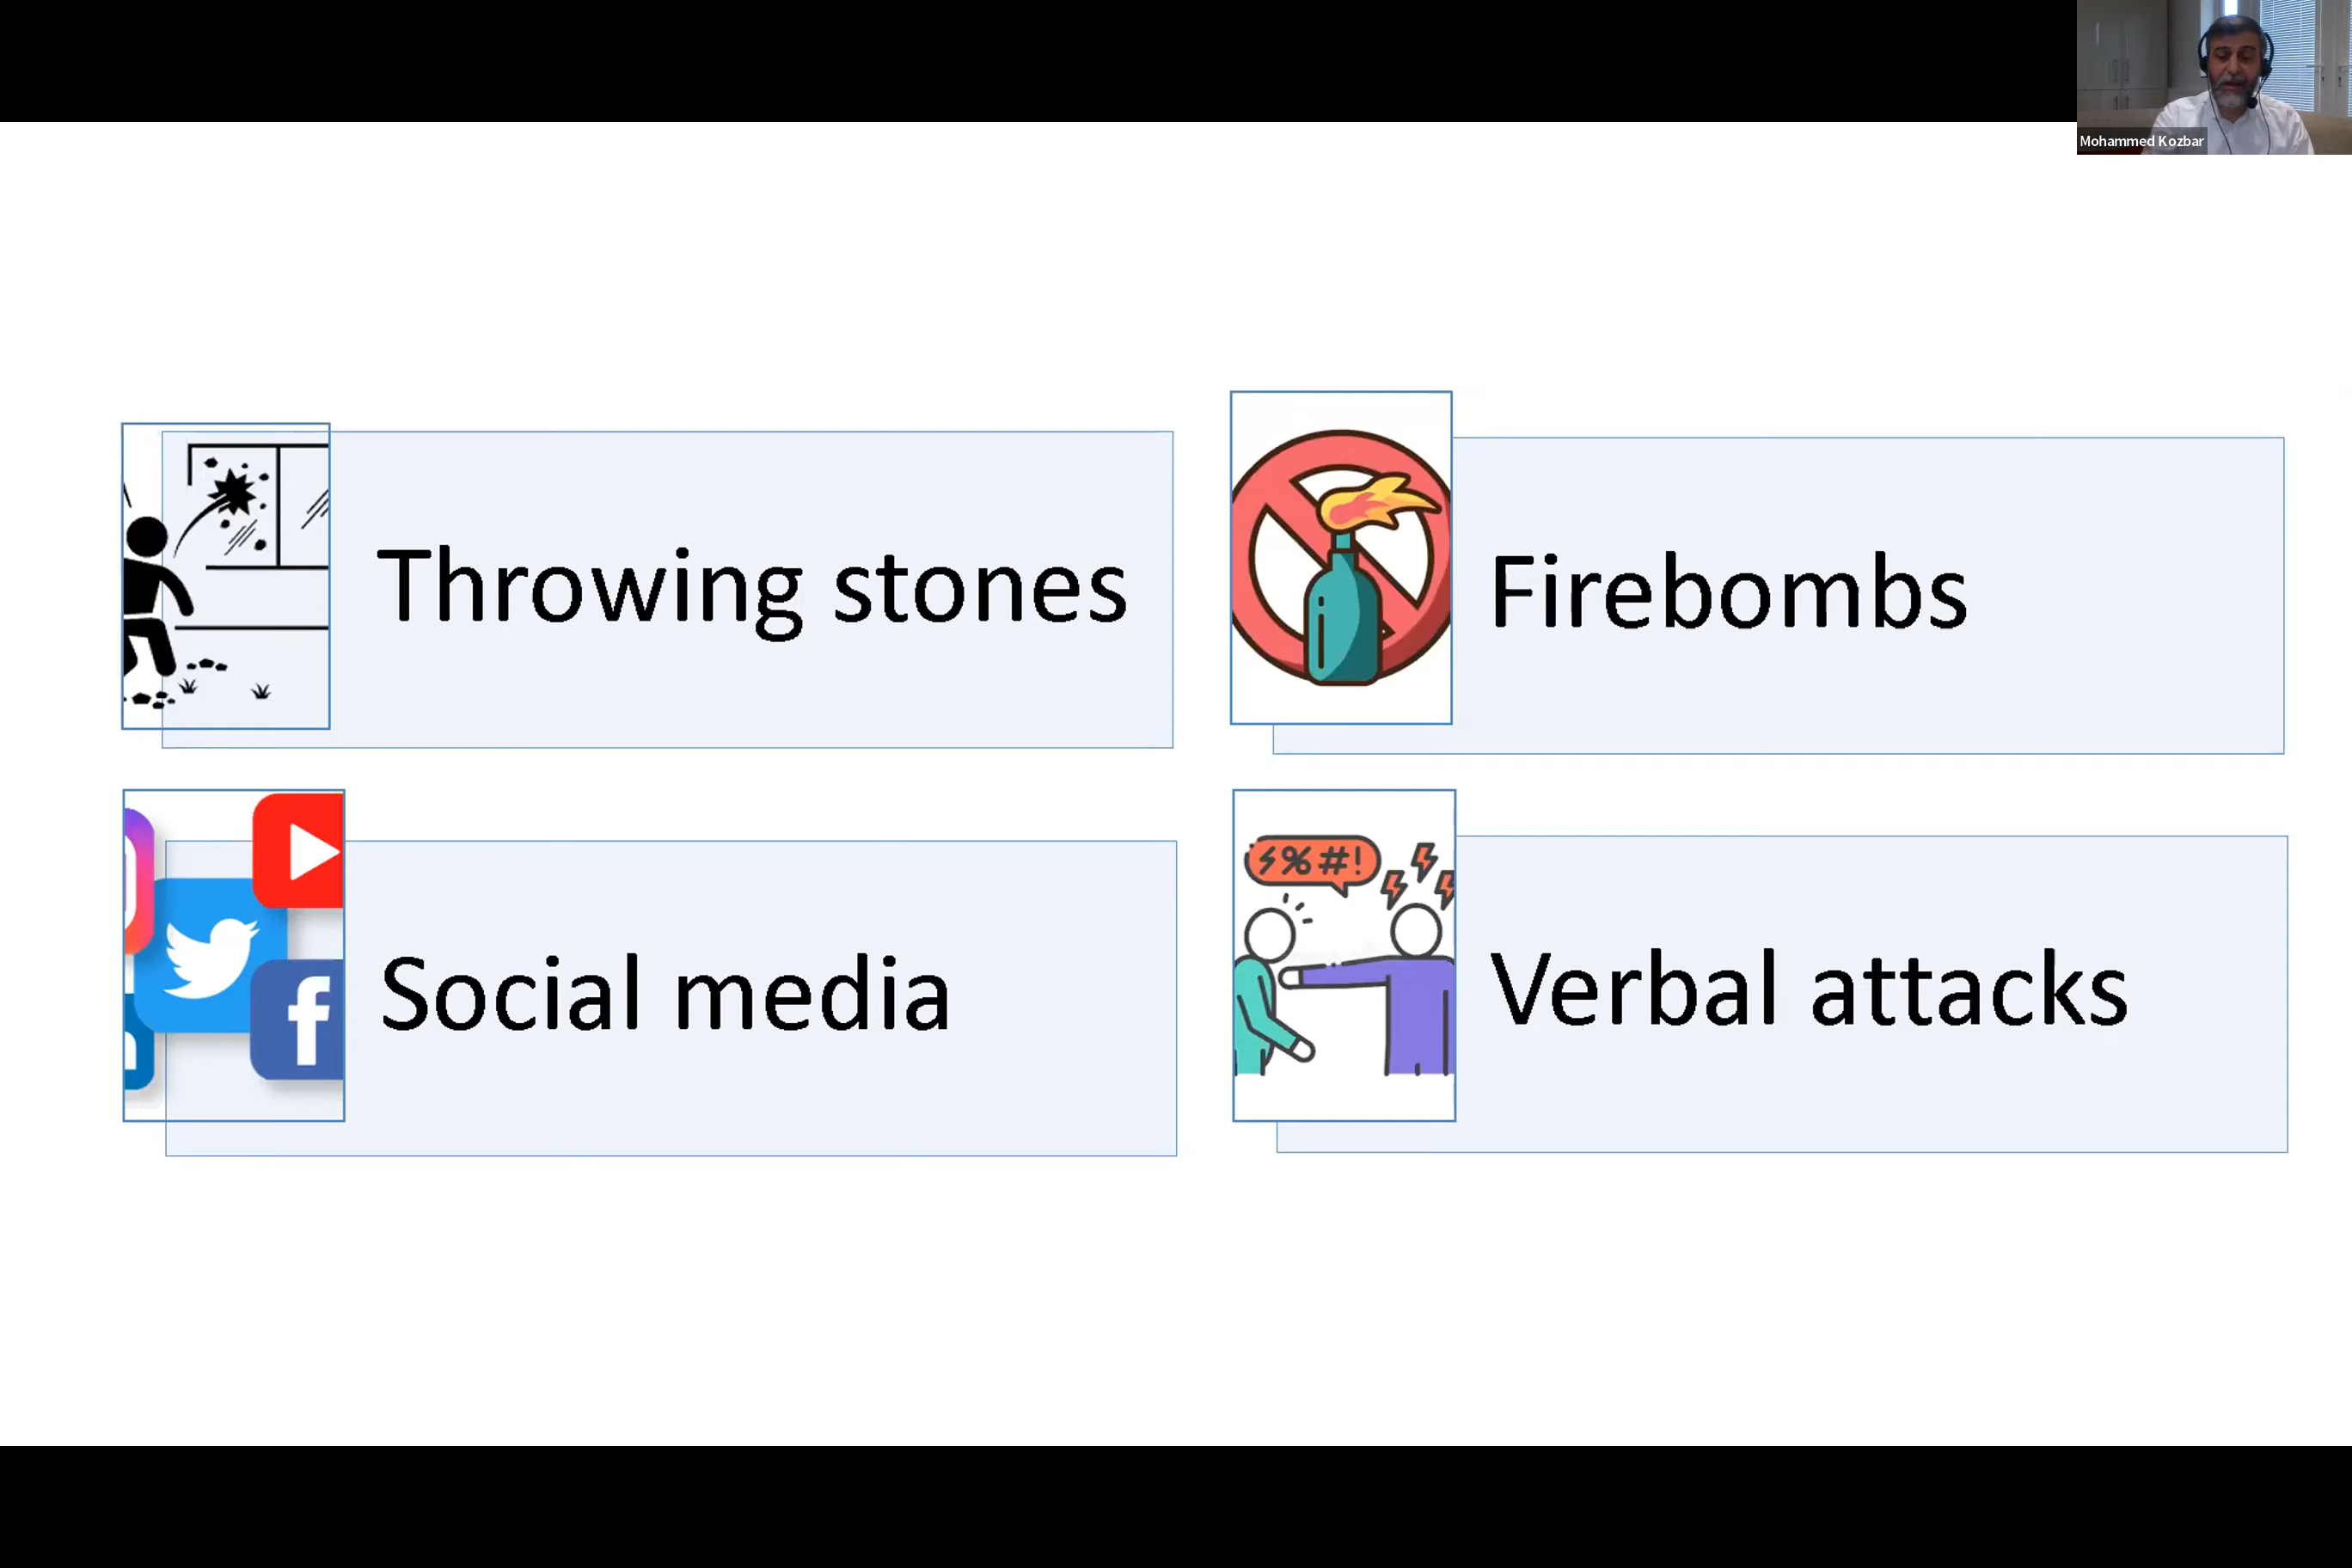 Mohammed Kozbar
Throwing stones
Firebombs
$%#!
Social media
f
Verbal attacks